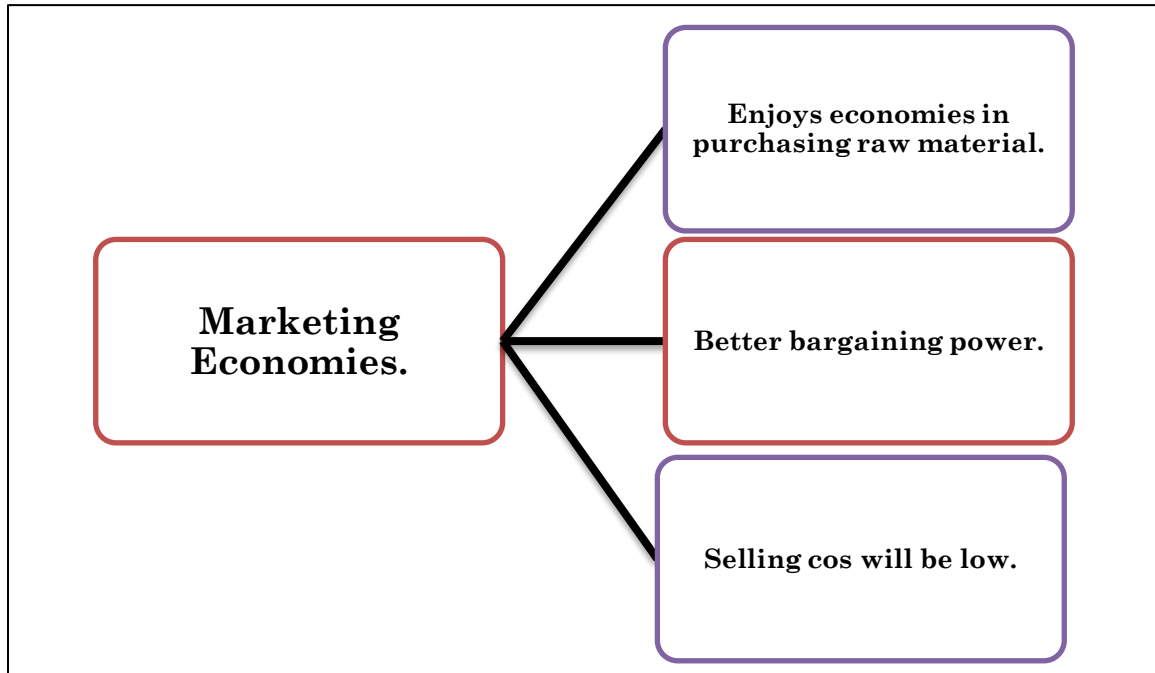 Marketing
Economies.
Enjoys economies in
purchasing raw material.
Better bargaining power.
Selling cos will be low.